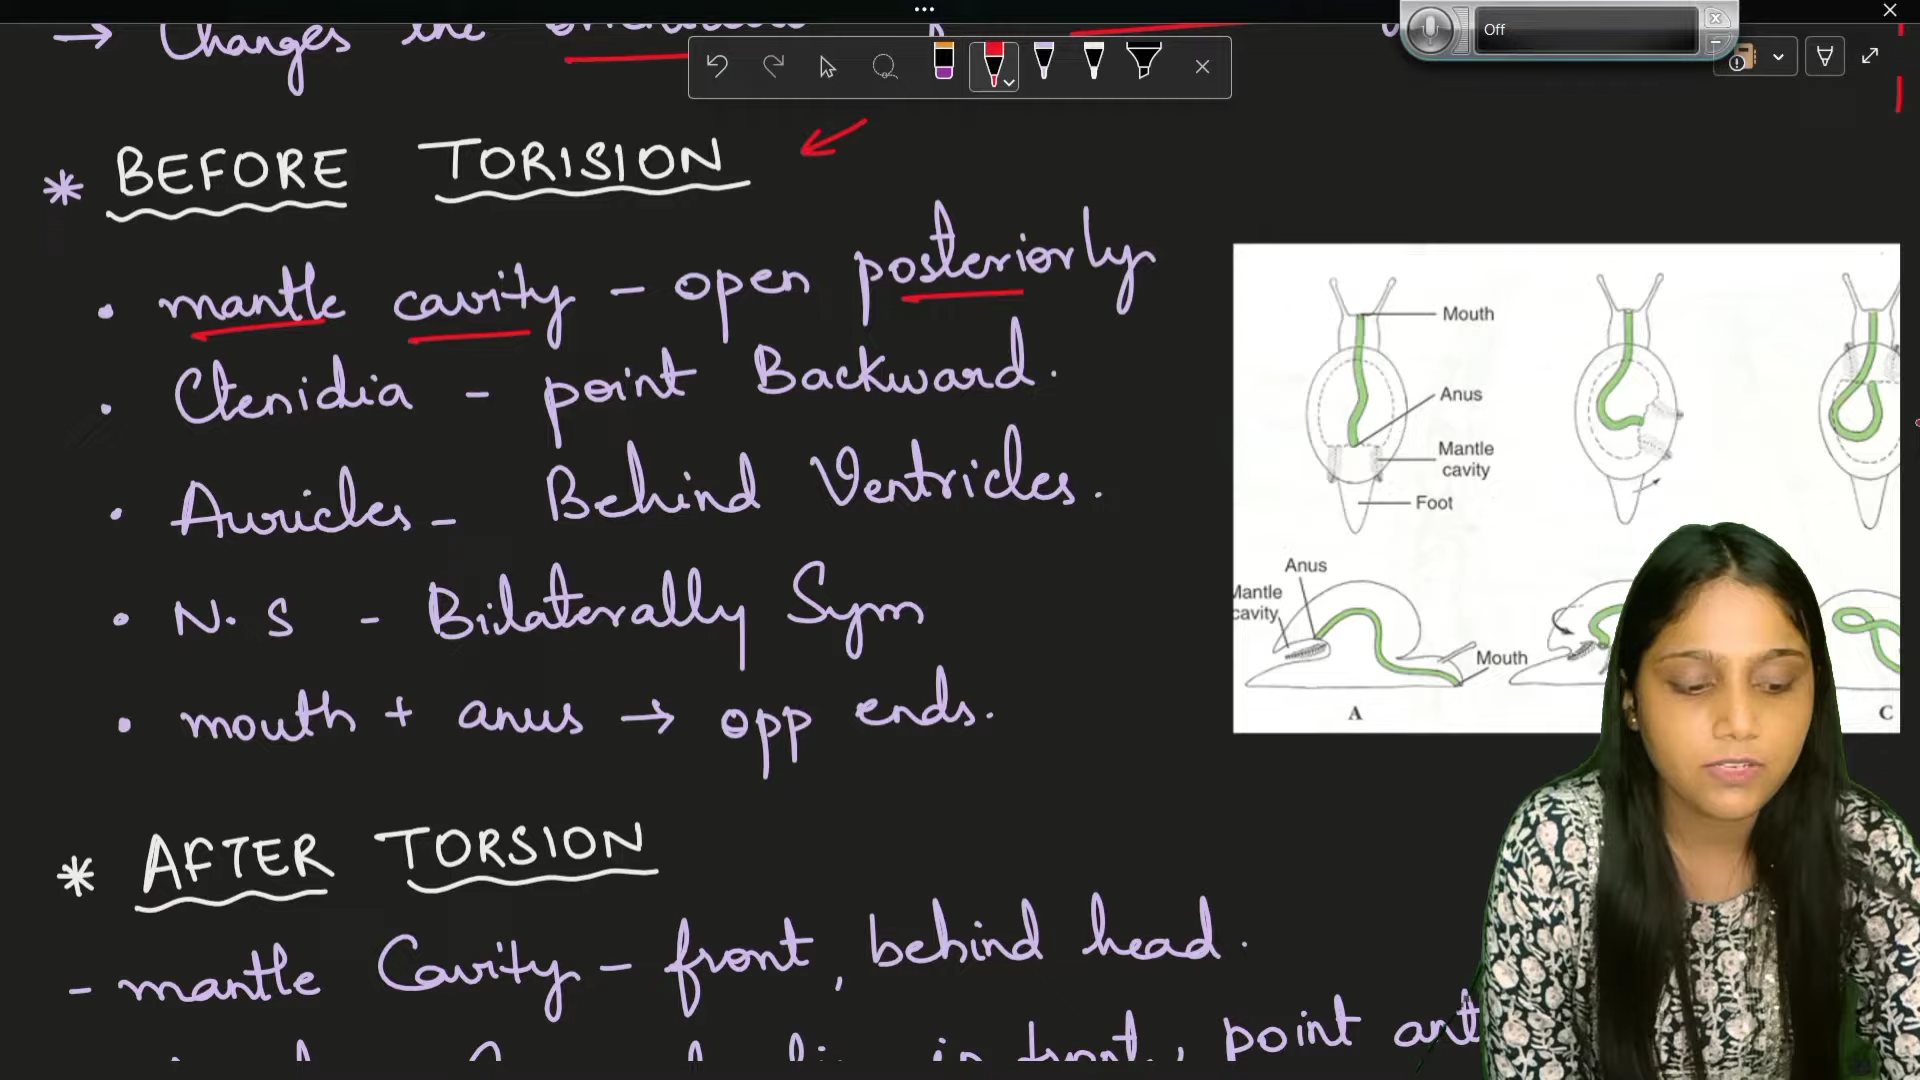 Off
→ Changes the
* BEFORE TORISION
• mantle cavity - open posteriorly
• Ctenidia - point Backward.
• Auricles - Behind Ventricles.
• N.S - Bilaterally Sym
• mouth + anus → opp ends.
Mouth
Anus
Mantle
cavity
Foot
Anus
Mantle
cavity
Mouth
A
C
* AFTER TORSION
- mantle Cavity - front, behind head.
point ant